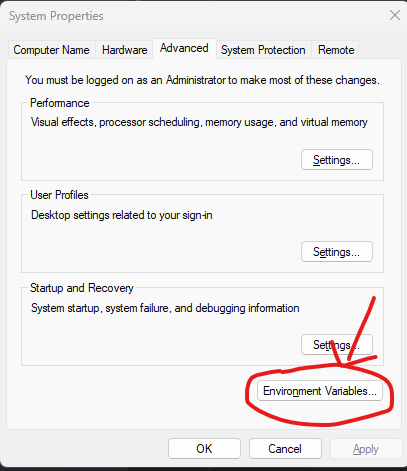 System Properties
Computer Name Hardware Advanced System Protection Remote
You must be logged on as an Administrator to make most of these changes.
Performance
Visual effects, processor scheduling, memory usage, and virtual memory
Settings...
User Profiles
Desktop settings related to your sign-in
Settings...
Startup and Recovery
System startup, system failure, and debugging information
Settings...
Environment Variables...
OK Cancel Apply